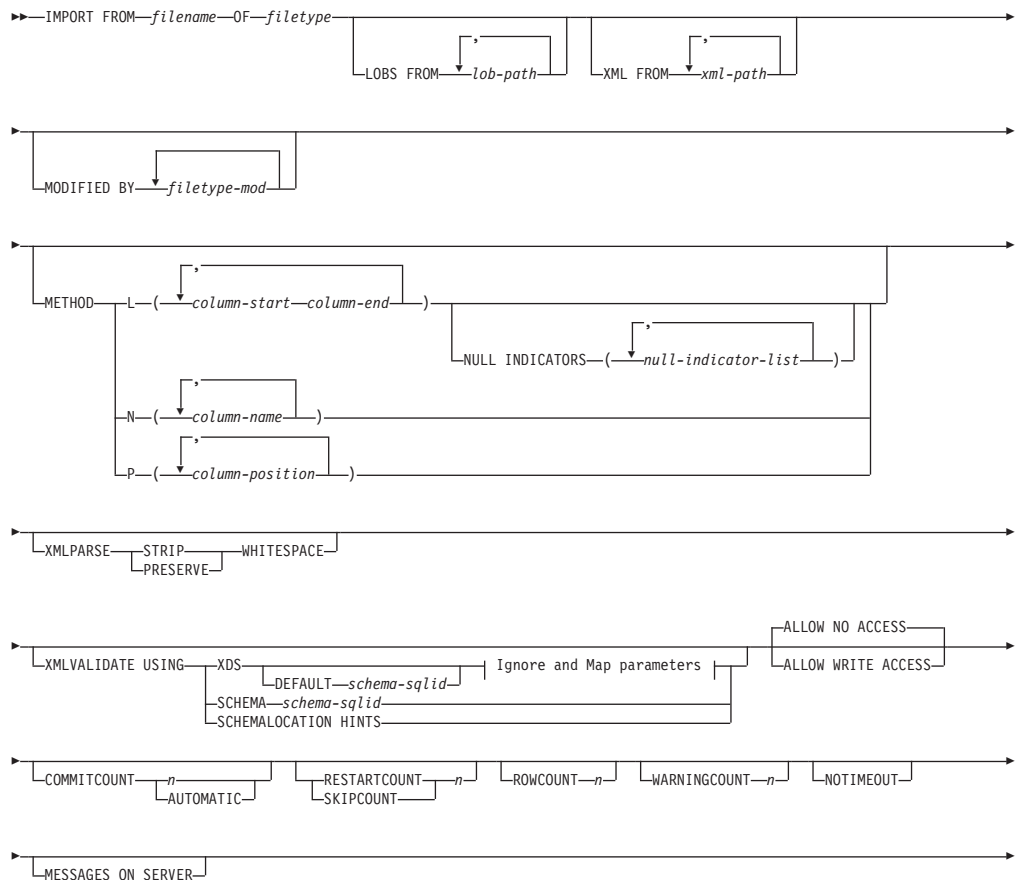 IMPORT FROM filename OF filetype
,
,
LOBS FROM lob-path XML FROM xml-path
MODIFIED BY filetype-mod
,
METHOD L ( column-start column-end )
,
NULL INDICATORS ( null-indicator-list )
,
N ( column-name )
,
P ( column-position )
XMLPARSE STRIP WHITESPACE
PRESERVE
ALLOW NO ACCESS
XMLVALIDATE USING XDS Ignore and Map parameters ALLOW WRITE ACCESS
DEFAULT schema-sqlid
SCHEMA schema-sqlid
SCHEMALOCATION HINTS
COMMITCOUNT n RESTARTCOUNT n ROWCOUNT n WARNINGCOUNT n NOTIMEOUT
AUTOMATIC SKIPCOUNT
MESSAGES ON SERVER